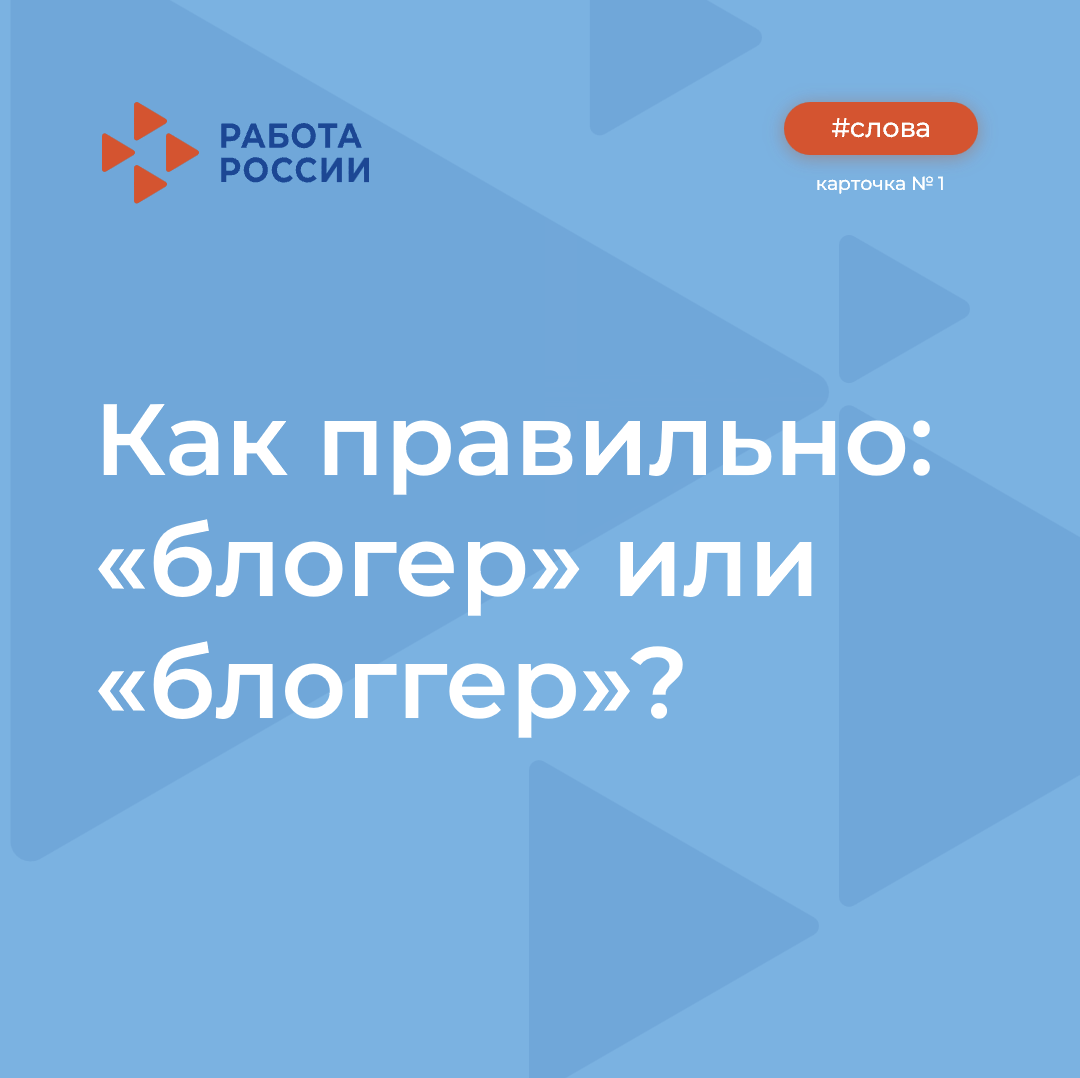 РАБОТА
РОССИИ
#слова
карточка № 1
Как правильно:
«блогер» или
«блоггер»?